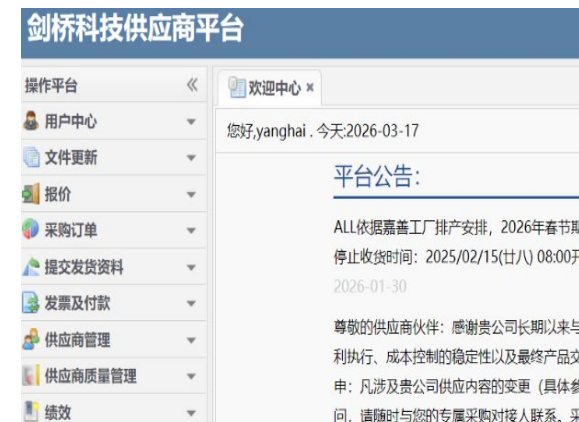 剑桥科技供应商平台
操作平台
用户中心
文件更新
报价
采购订单
提交发货资料
发票及付款
供应商管理
供应商质量管理
绩效
欢迎中心 ×
您好,yanghai . 今天:2026-03-17
平台公告：
ALL依据嘉善工厂排产安排，2026年春节期
停止收货时间：2025/02/15(廿八) 08:00开
2026-01-30
尊敬的供应商伙伴：感谢贵公司长期以来与
利执行、成本控制的稳定性以及最终产品交
申：凡涉及贵公司供应内容的变更（具体参
问，请随时与您的专属采购对接人联系。采